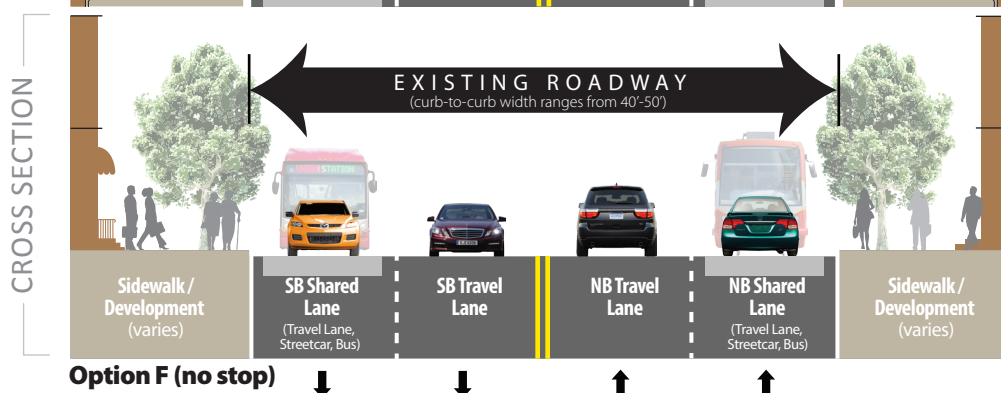 CROSS SECTION
EXISTING ROADWAY
(curb-to-curb width ranges from 40'-50')
STATION
Sidewalk /
Development
(varies)
SB Shared
Lane
(Travel Lane,
Streetcar, Bus)
SB Travel
Lane
NB Travel
Lane
NB Shared
Lane
(Travel Lane,
Streetcar, Bus)
Sidewalk /
Development
(varies)
Option F (no stop)